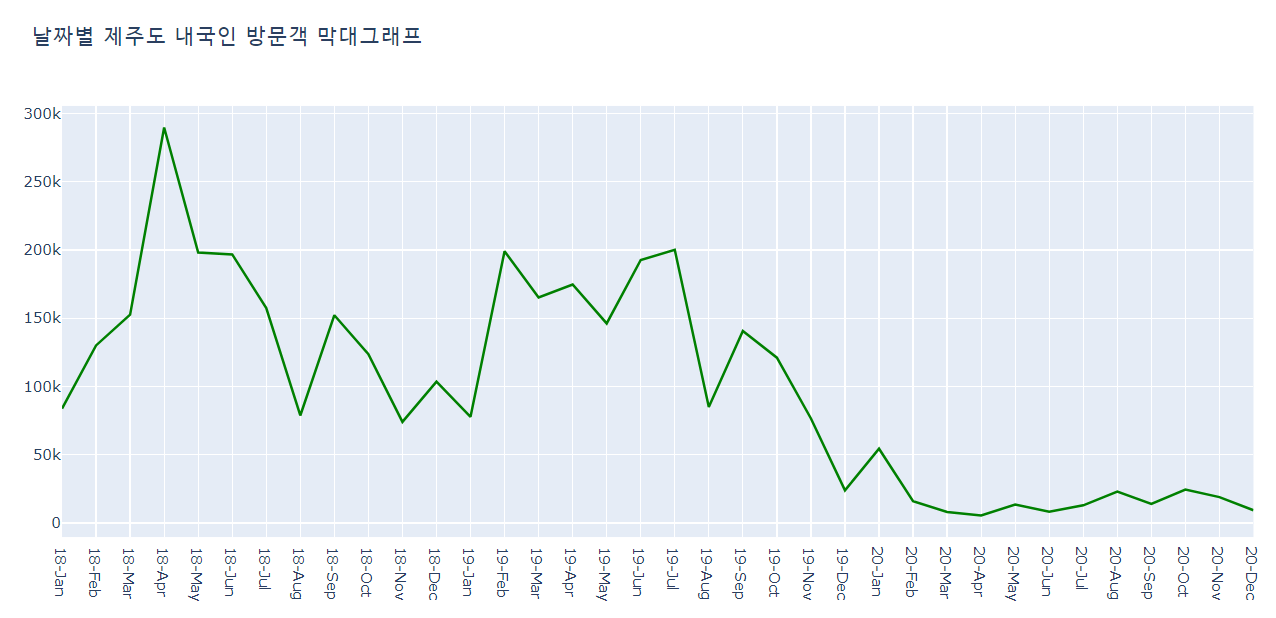 날짜별 제주도 내국인 방문객 막대그래프
300k
250k
200k
150k
100k
50k
0
18-Jan
18-Feb
18-Mar
18-Apr
18-May
18-Jun
18-Jul
18-Aug
18-Sep
18-Oct
18-Nov
18-Dec
19-Jan
19-Feb
19-Mar
19-Apr
19-May
19-Jun
19-Jul
19-Aug
19-Sep
19-Oct
19-Nov
19-Dec
20-Jan
20-Feb
20-Mar
20-Apr
20-May
20-Jun
20-Jul
20-Aug
20-Sep
20-Oct
20-Nov
20-Dec